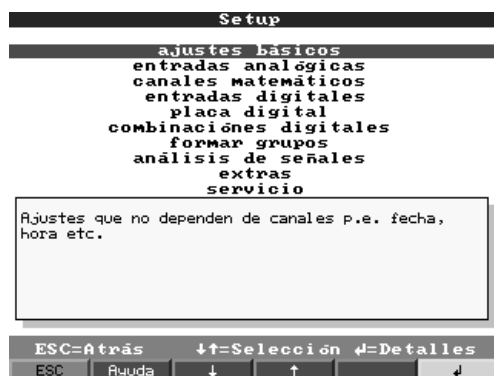 Setup
ajustes básicos
entradas analógicas
canales matemáticos
entradas digitales
placa digital
combinaciónes digitales
formar grupos
análisis de señales
extras
servicio
Ajustes que no dependen de canales p.e. fecha,
hora etc.
ESC=Atrás ↓↑=Selección ↲=Detalles
ESC Ayuda ↓ ↑ ↲